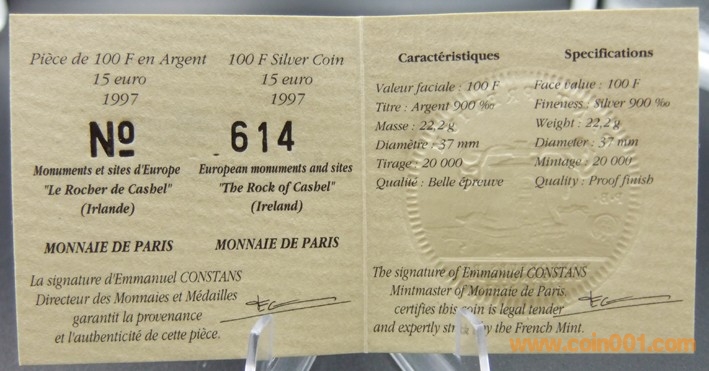 Pièce de 100 F en Argent
15 euro
1997
No
Monuments et sites d'Europe
"Le Rocher de Cashel"
(Irlande)
MONNAIE DE PARIS
100 F Silver Coin
15 euro
1997
614
European monuments and sites
"The Rock of Cashel"
(Ireland)
MONNAIE DE PARIS
La signature d'Emmanuel CONSTANS
Directeur des Monnaies et Médailles
garantit la provenance
et l'authenticité de cette pièce.
Caractéristiques
Valeur faciale : 100 F
Titre : Argent 900 ‰
Masse : 22,2 g
Diamètre : 37 mm
Tirage : 20 000
Qualité : Belle épreuve
Specifications
Face value : 100 F
Fineness : Silver 900 ‰
Weight : 22,2 g
Diameter : 37 mm
Mintage : 20 000
Quality : Proof finish
The signature of Emmanuel CONSTANS
Mintmaster of Monnaie de Paris
certifies this coin is legal tender
and expertly struck by the French Mint.
www.coin001.com